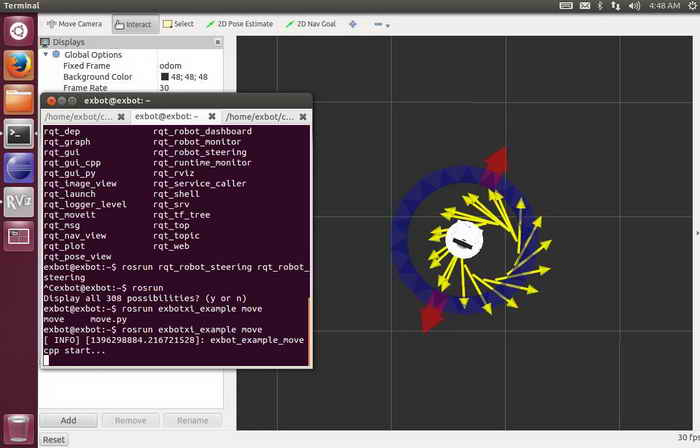 Terminal
4:48 AM
Move Camera
Interact
Select
2D Pose Estimate
2D Nav Goal
Displays
Global Options
Fixed Frame odom
Background Color 48; 48; 48
Frame Rate 30
exbot@exbot: ~
/home/exbot/c...
exbot@exbot: ~
/home/exbot/c...
rqt_dep rqt_robot_dashboard
rqt_graph rqt_robot_monitor
rqt_gui rqt_robot_steering
rqt_gui_cpp rqt_runtime_monitor
rqt_gui_py rqt_rviz
rqt_image_view rqt_service_caller
rqt_launch rqt_shell
rqt_logger_level rqt_srv
rqt_moveit rqt_tf_tree
rqt_msg rqt_top
rqt_nav_view rqt_topic
rqt_plot rqt_web
rqt_pose_view
exbot@exbot:~$ rosrun rqt_robot_steering rqt_robot_
steering
^Cexbot@exbot:~$ rosrun
Display all 308 possibilities? (y or n)
exbot@exbot:~$ rosrun exbotxi_example move
move move.py
exbot@exbot:~$ rosrun exbotxi_example move
[ INFO] [1396298884.216721528]: exbot_example_move
cpp start...
Add
Remove
Rename
Reset
30 fps
RViz